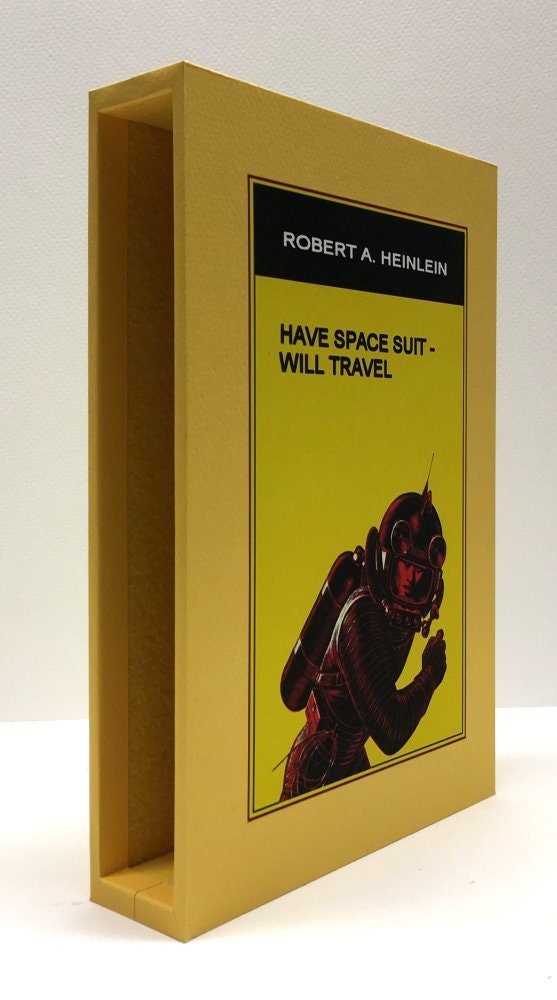 ROBERT A. HEINLEIN
HAVE SPACE SUIT -
WILL TRAVEL